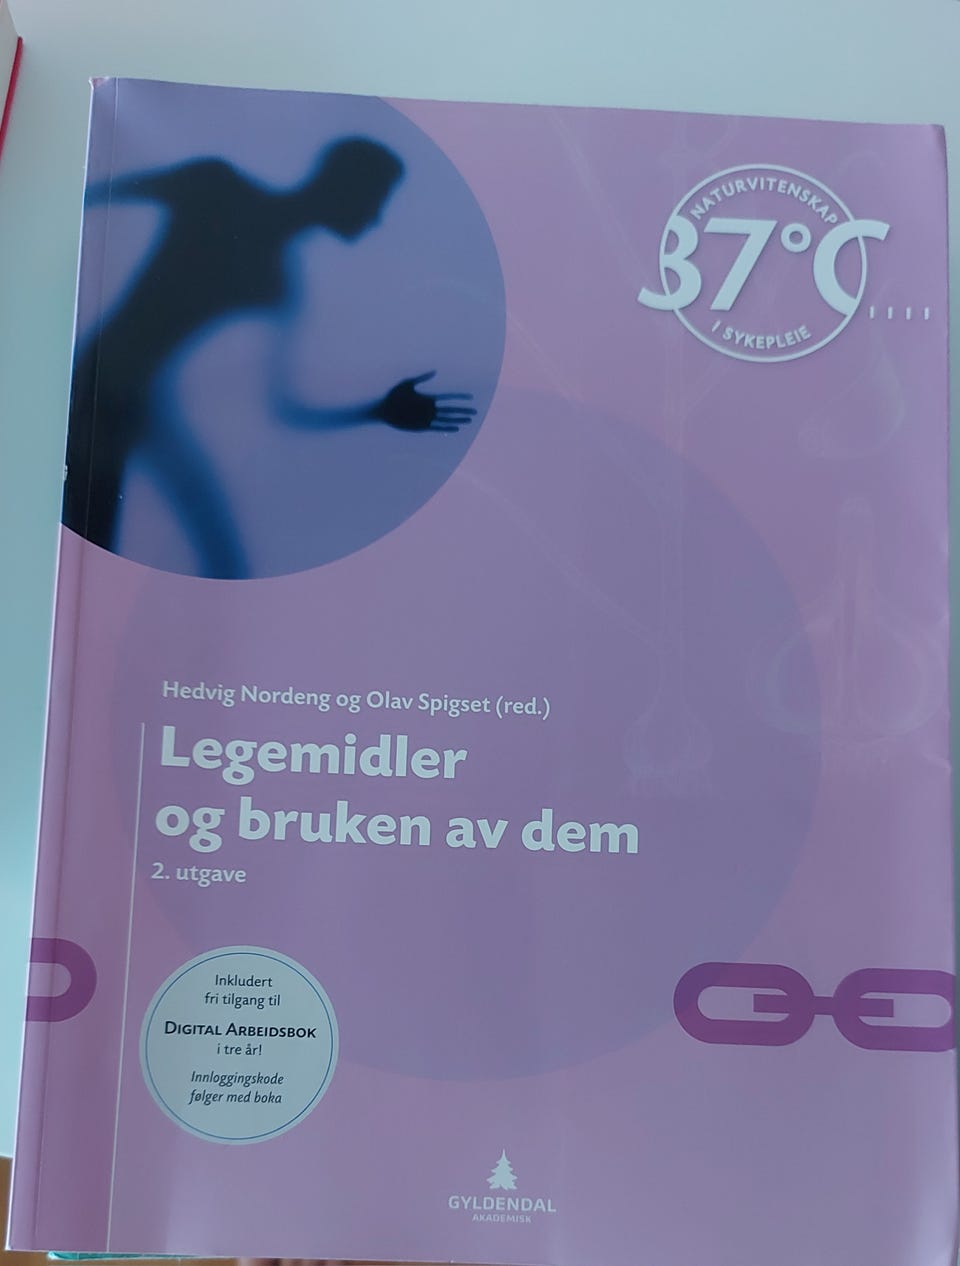 NATURVITENSKAP
37°C
I SYKEPLEIE
Hedvig Nordeng og Olav Spigset (red.)
Legemidler
og bruken av dem
2. utgave
Inkludert
fri tilgang til
DIGITAL ARBEIDSBOK
i tre år!
Innloggingskode
følger med boka
GYLDENDAL
AKADEMISK